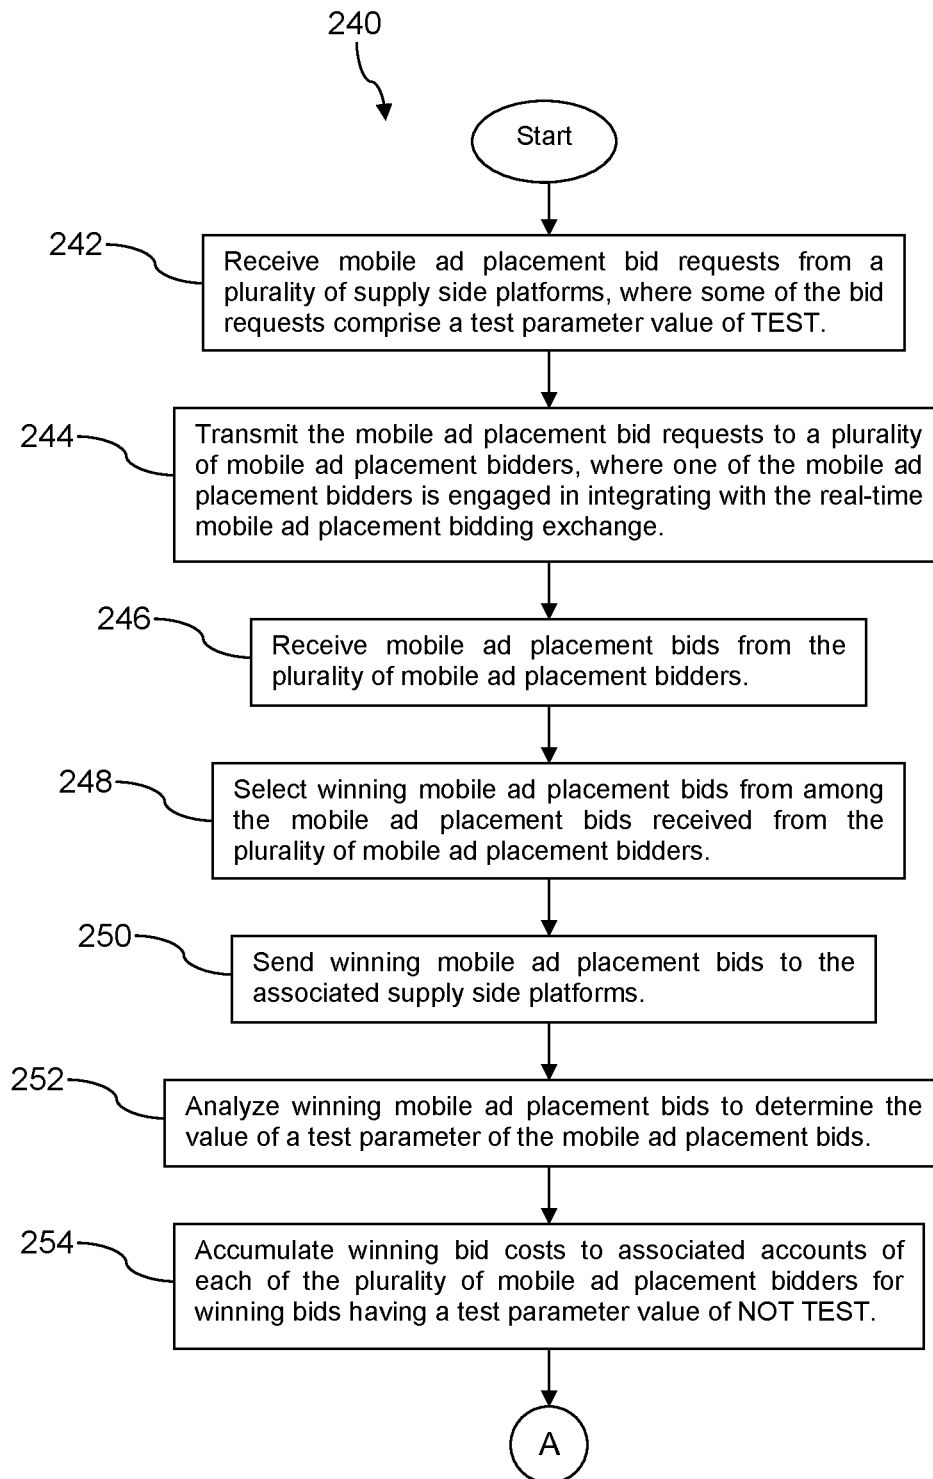 240
Start
242
Receive mobile ad placement bid requests from a
plurality of supply side platforms, where some of the bid
requests comprise a test parameter value of TEST.
244
Transmit the mobile ad placement bid requests to a plurality
of mobile ad placement bidders, where one of the mobile ad
placement bidders is engaged in integrating with the real-time
mobile ad placement bidding exchange.
246
Receive mobile ad placement bids from the
plurality of mobile ad placement bidders.
248
Select winning mobile ad placement bids from among
the mobile ad placement bids received from the
plurality of mobile ad placement bidders.
250
Send winning mobile ad placement bids to the
associated supply side platforms.
252
Analyze winning mobile ad placement bids to determine the
value of a test parameter of the mobile ad placement bids.
254
Accumulate winning bid costs to associated accounts of
each of the plurality of mobile ad placement bidders for
winning bids having a test parameter value of NOT TEST.
A